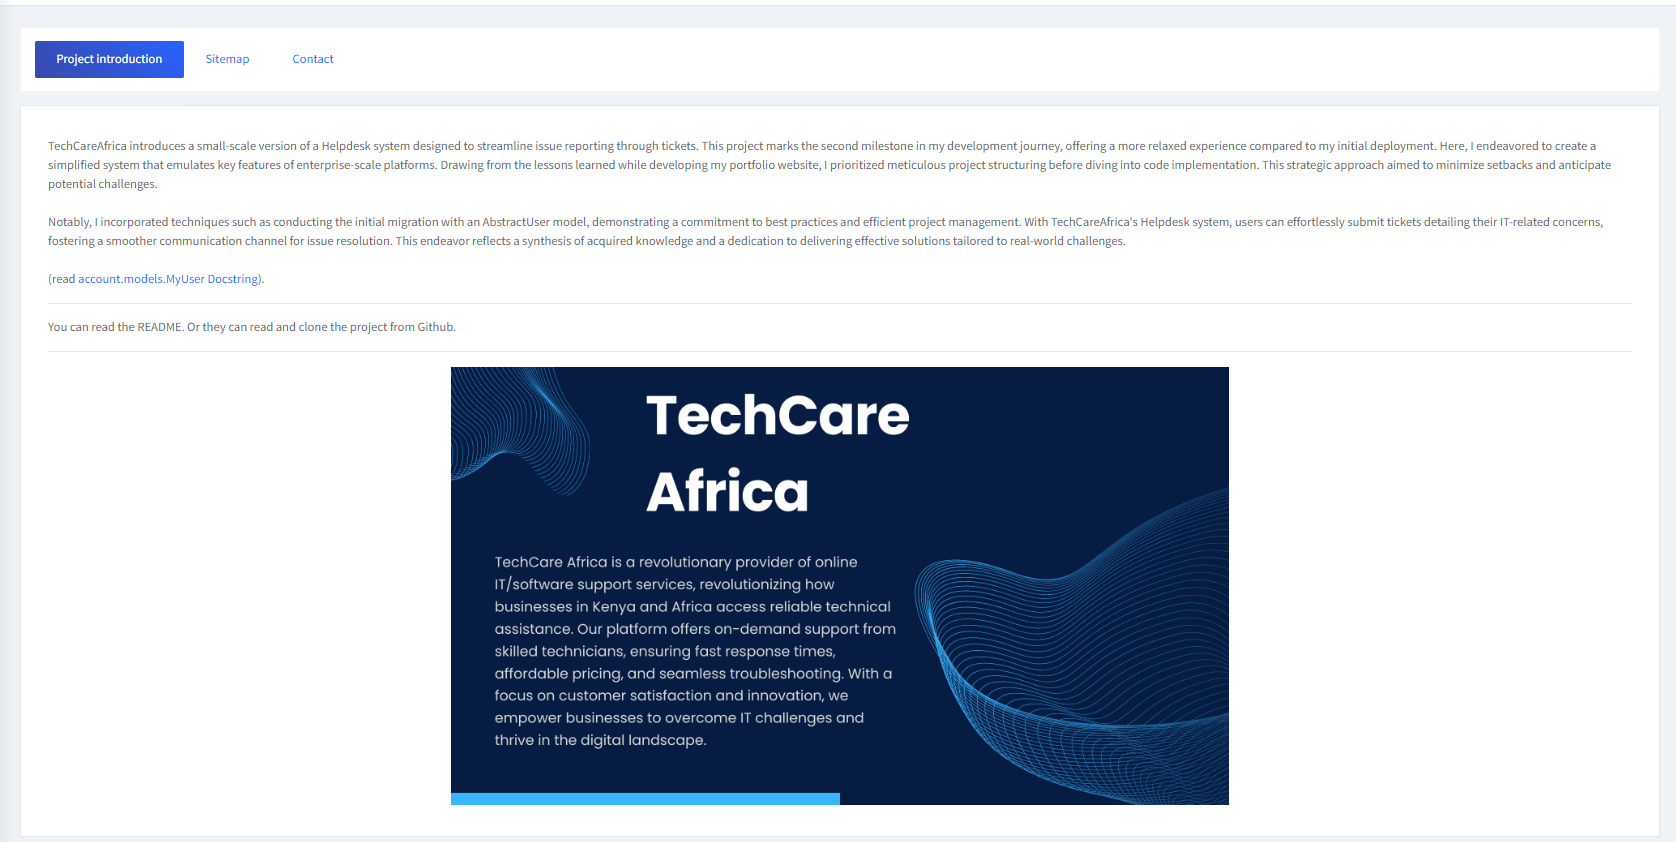 Project introduction
Sitemap
Contact
TechCareAfrica introduces a small-scale version of a Helpdesk system designed to streamline issue reporting through tickets. This project marks the second milestone in my development journey, offering a more relaxed experience compared to my initial deployment. Here, I endeavored to create a
simplified system that emulates key features of enterprise-scale platforms. Drawing from the lessons learned while developing my portfolio website, I prioritized meticulous project structuring before diving into code implementation. This strategic approach aimed to minimize setbacks and anticipate
potential challenges.
Notably, I incorporated techniques such as conducting the initial migration with an AbstractUser model, demonstrating a commitment to best practices and efficient project management. With TechCareAfrica's Helpdesk system, users can effortlessly submit tickets detailing their IT-related concerns,
fostering a smoother communication channel for issue resolution. This endeavor reflects a synthesis of acquired knowledge and a dedication to delivering effective solutions tailored to real-world challenges.
(read account.models.MyUser Docstring).
You can read the README. Or they can read and clone the project from Github.
TechCare
Africa
TechCare Africa is a revolutionary provider of online
IT/software support services, revolutionizing how
businesses in Kenya and Africa access reliable technical
assistance. Our platform offers on-demand support from
skilled technicians, ensuring fast response times,
affordable pricing, and seamless troubleshooting. With a
focus on customer satisfaction and innovation, we
empower businesses to overcome IT challenges and
thrive in the digital landscape.